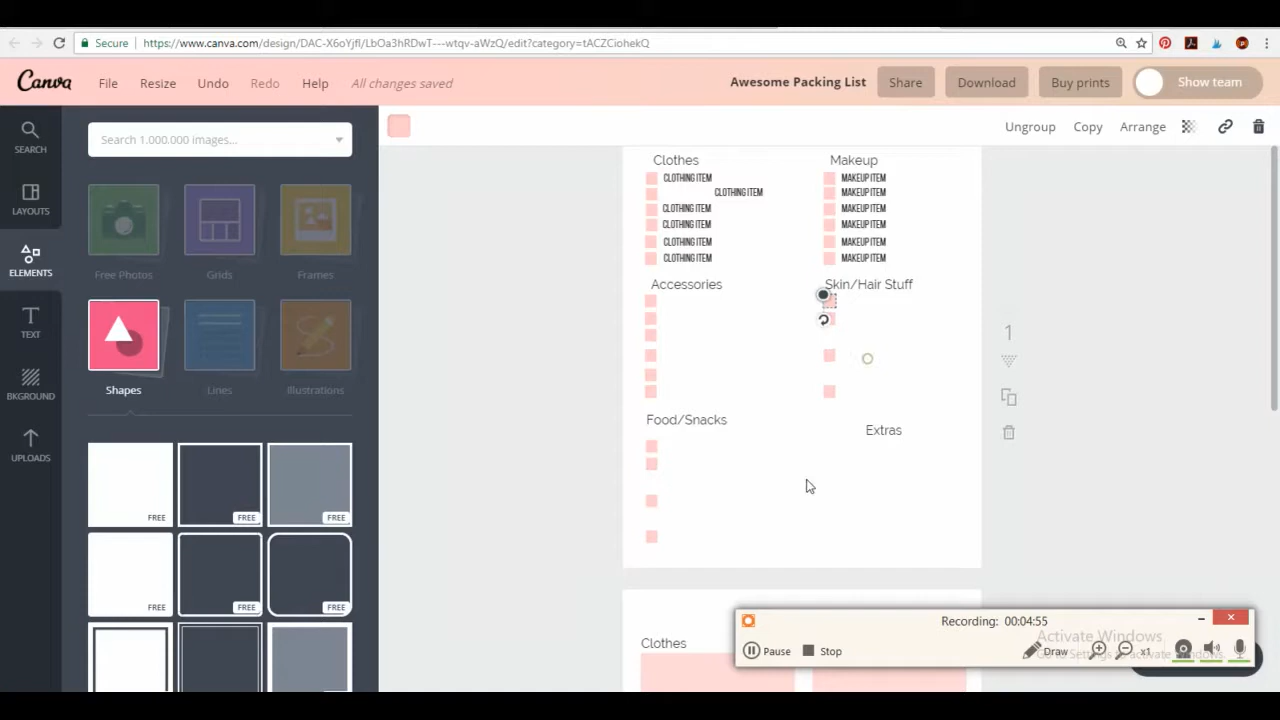 Secure https://www.canva.com/design/DAC-X6oYjfI/LbOa3hRDwT---wtqv-aWzQ/edit?category=tACZCiohekQ
Canva File Resize Undo Redo Help All changes saved Awesome Packing List Share Download Buy prints Show team
SEARCH
LAYOUTS
ELEMENTS
TEXT
BKGROUND
UPLOADS
Search 1.000.000 images...
Free Photos Grids Frames
Shapes Lines Illustrations
FREE FREE FREE
FREE FREE FREE
Ungroup Copy Arrange
Clothes
CLOTHING ITEM
CLOTHING ITEM
CLOTHING ITEM
CLOTHING ITEM
CLOTHING ITEM
CLOTHING ITEM
Makeup
MAKEUP ITEM
MAKEUP ITEM
MAKEUP ITEM
MAKEUP ITEM
MAKEUP ITEM
MAKEUP ITEM
Accessories
Skin/Hair Stuff
Food/Snacks
Extras
1
Clothes
Recording: 00:04:55
Activate Windows
Pause Stop Draw x1